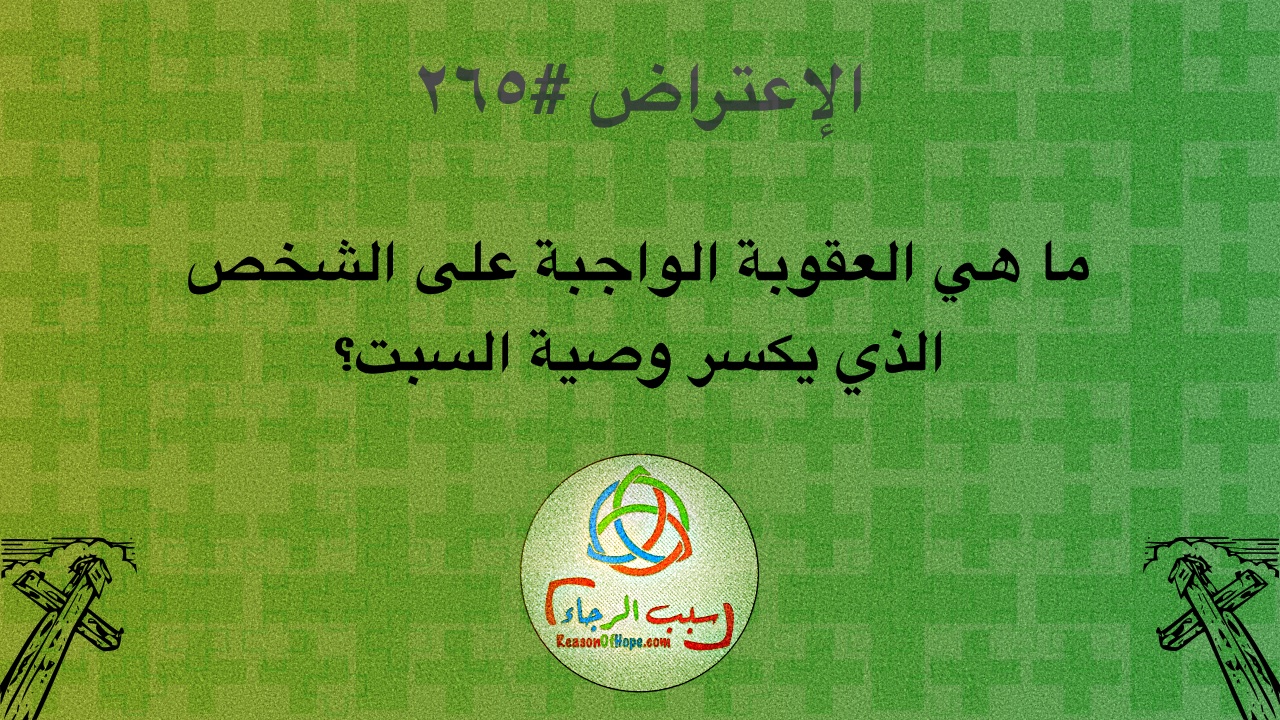 الإعتراض #٢٦٥
ما هي العقوبة الواجبة على الشخص
الذي يكسر وصية السبت؟
سبب الرجاء
ReasonOfHope.com